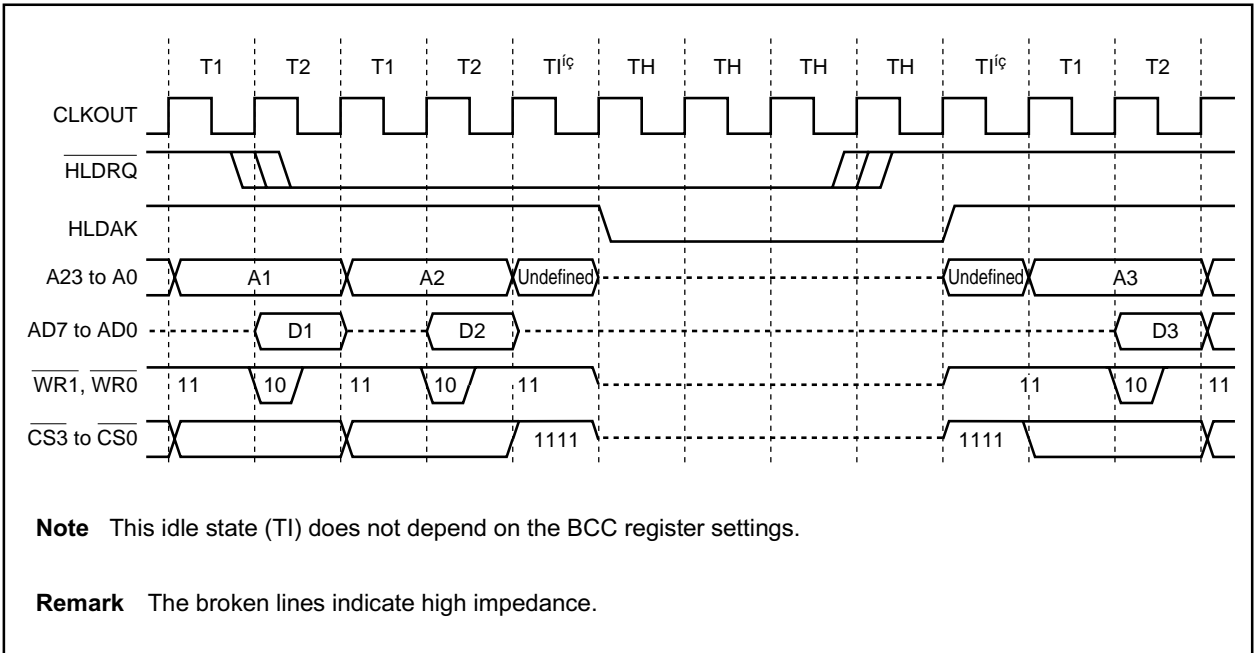 T1 T2 T1 T2 TIíç TH TH TH TH TIíç T1 T2
CLKOUT
HLDRQ
HLDAK
A23 to A0 A1 A2 Undefined Undefined A3
AD7 to AD0 D1 D2 D3
WR1, WR0 11 10 11 10 11 11 10 11
CS3 to CS0 1111 1111
Note This idle state (TI) does not depend on the BCC register settings.
Remark The broken lines indicate high impedance.